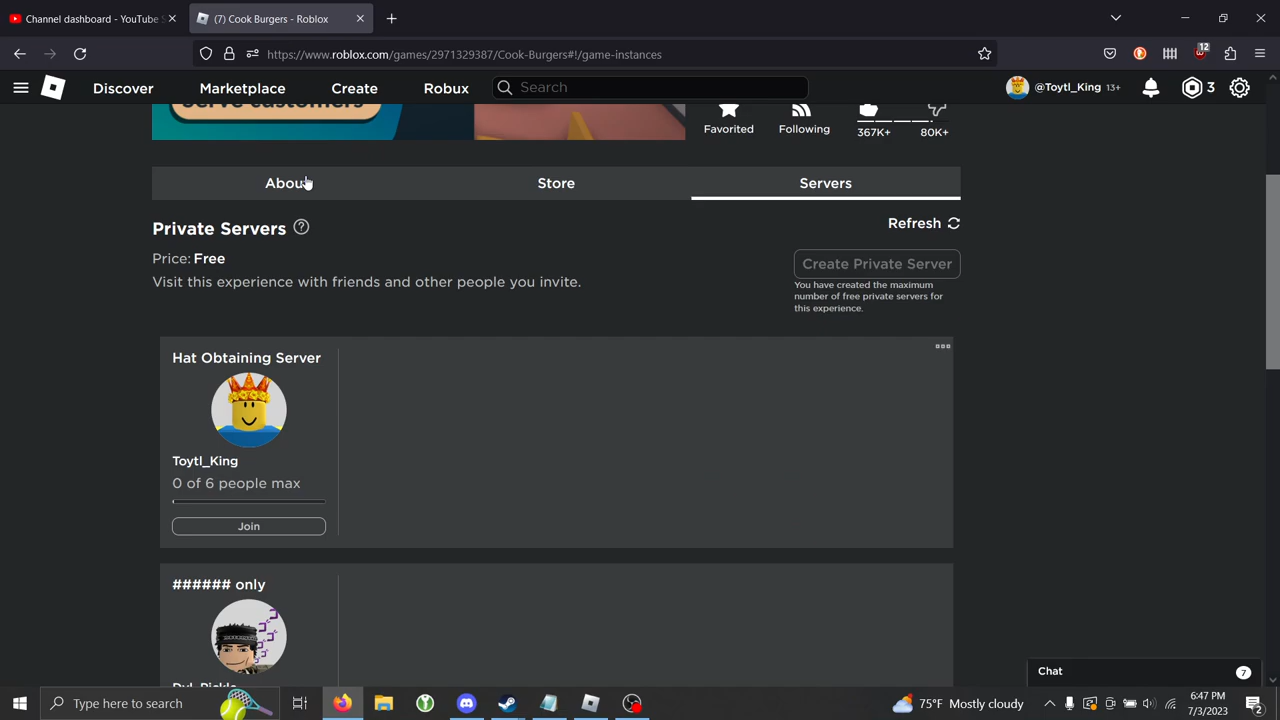 Channel dashboard - YouTube S
(7) Cook Burgers - Roblox
https://www.roblox.com/games/2971329387/Cook-Burgers#!/game-instances
12
Discover
Marketplace
Create
Robux
Search
@Toytl_King 13+
3
Serve customers
Favorited
Following
367K+
80K+
About
Store
Servers
Private Servers
Refresh
Price: Free
Visit this experience with friends and other people you invite.
Create Private Server
You have created the maximum
number of free private servers for
this experience.
Hat Obtaining Server
Toytl_King
0 of 6 people max
Join
###### only
Chat
7
Type here to search
75°F Mostly cloudy
6:47 PM
7/3/2023
2